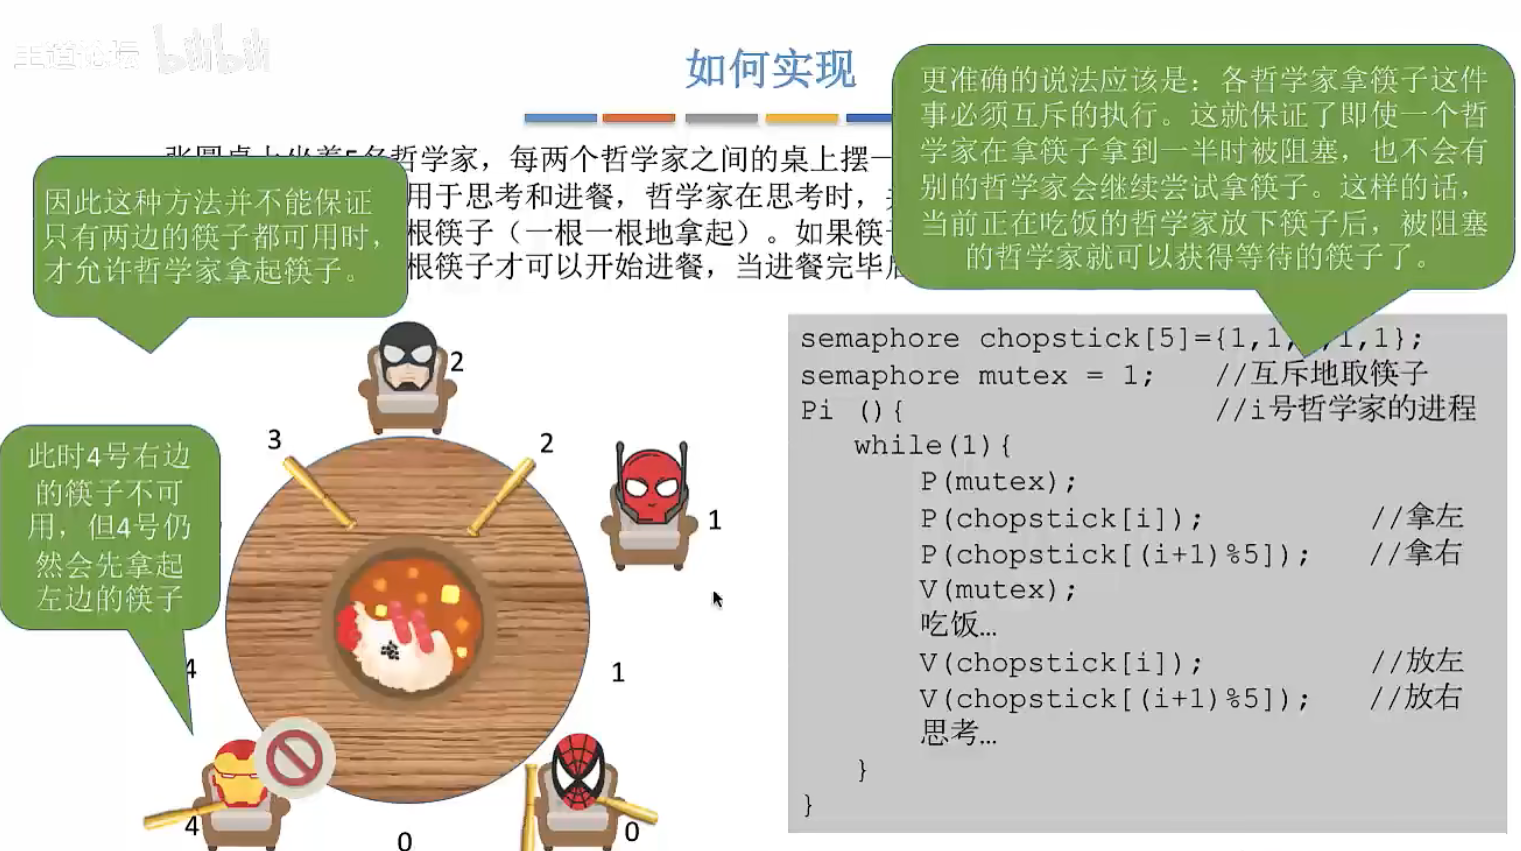 王道论坛 bilibili
如何实现
更准确的说法应该是：各哲学家拿筷子这件
事必须互斥的执行。这就保证了即使一个哲
学家在拿筷子拿到一半时被阻塞，也不会有
别的哲学家会继续尝试拿筷子。这样的话，
当前正在吃饭的哲学家放下筷子后，被阻塞
的哲学家就可以获得等待的筷子了。
张圆桌上坐着5名哲学家，每两个哲学家之间的桌上摆一
用于思考和进餐，哲学家在思考时，
根筷子（一根一根地拿起）。如果筷
根筷子才可以开始进餐，当进餐完毕
因此这种方法并不能保证
只有两边的筷子都可用时，
才允许哲学家拿起筷子。
2
3
2
1
此时4号右边
的筷子不可
用，但4号仍
然会先拿起
左边的筷子
4
1
4
0
0
semaphore chopstick[5]={1,1, ,1,1};
semaphore mutex = 1; //互斥地取筷子
Pi (){ //i号哲学家的进程
while(1){
P(mutex);
P(chopstick[i]); //拿左
P(chopstick[(i+1)%5]); //拿右
V(mutex);
吃饭…
V(chopstick[i]); //放左
V(chopstick[(i+1)%5]); //放右
思考…
}
}